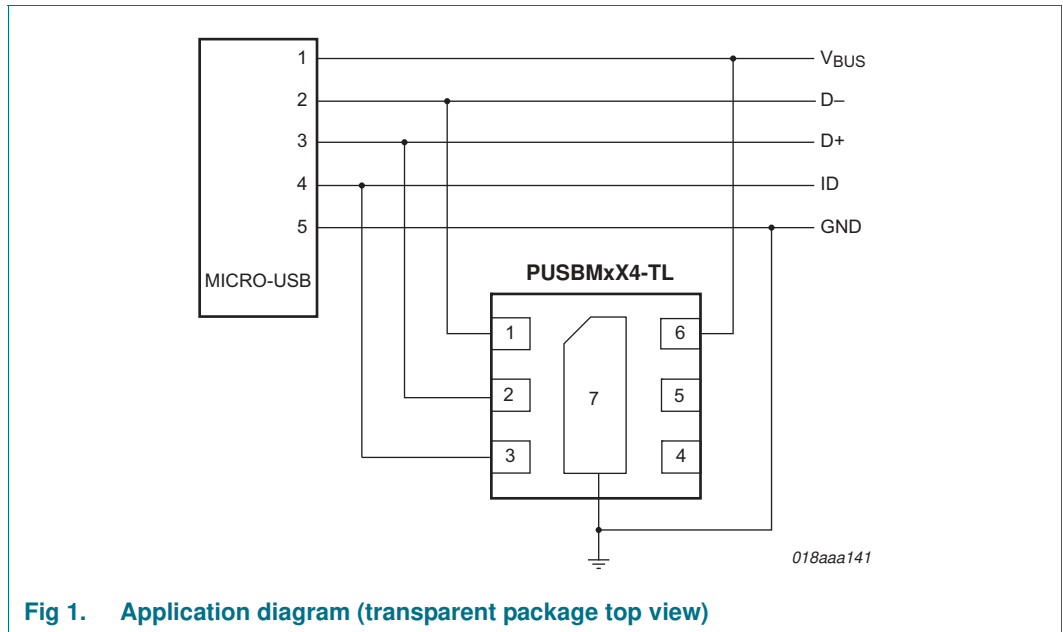 1 V_BUS
2 D–
3 D+
4 ID
5 GND
MICRO-USB
PUSBMxX4-TL
1 6
2 7 5
3 4
018aaa141
Fig 1. Application diagram (transparent package top view)